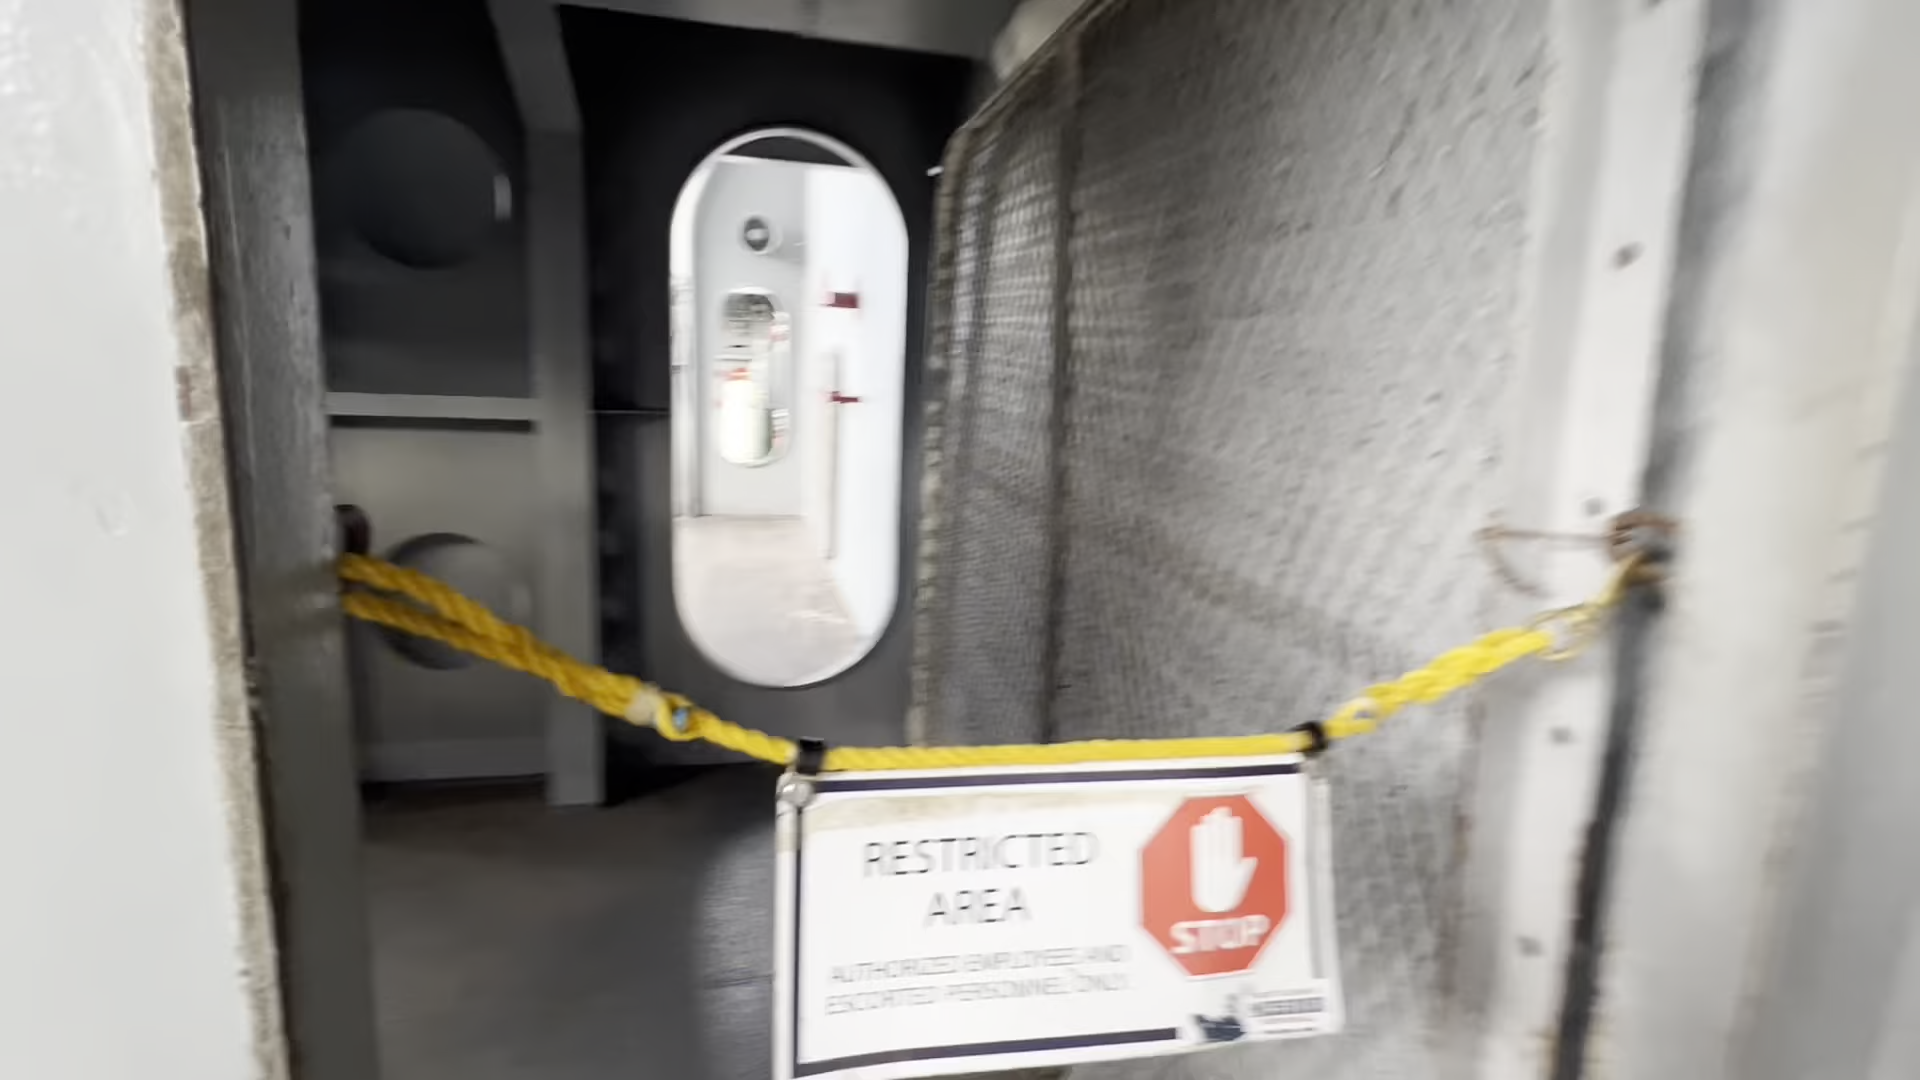 RESTRICTED
AREA
AUTHORIZED EMPLOYEES AND
ESCORTED PERSONNEL ONLY
STOP